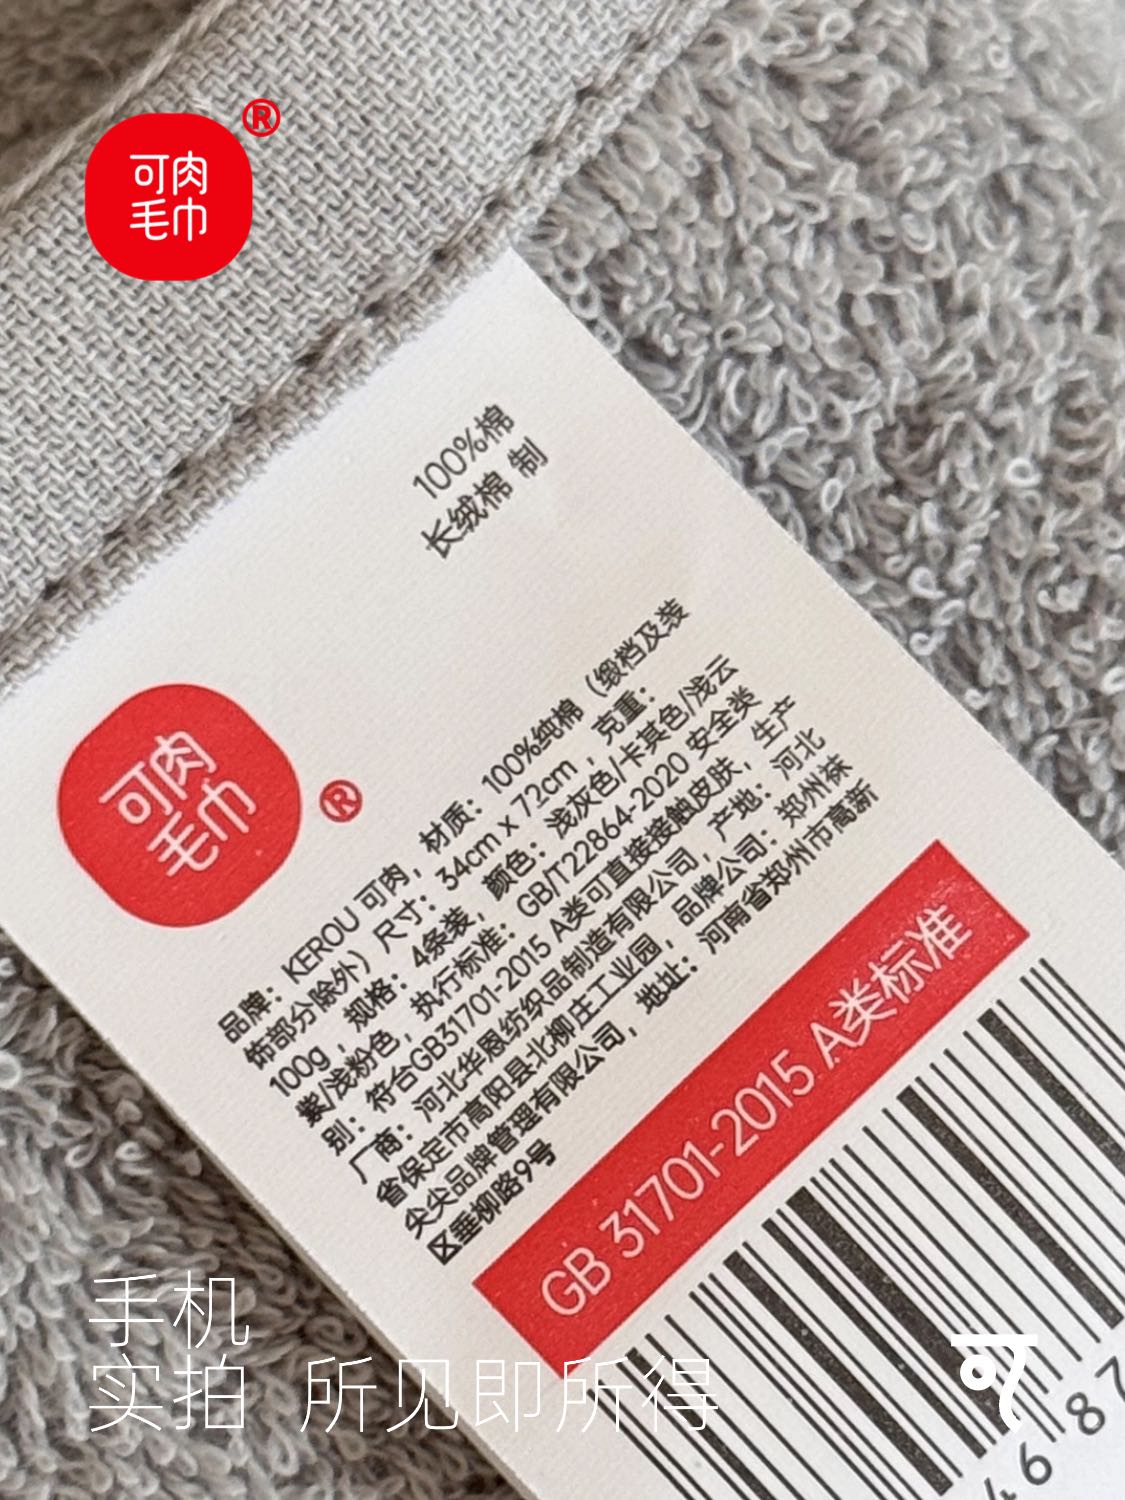 可肉
毛巾
®
100%棉
长绒棉 制
可肉
毛巾
®
品牌：KEROU 可肉，材质：100%纯棉（缎档及装
饰部分除外）尺寸：34cm x 72cm，克重：
100g，规格：4条装，颜色：浅灰色/卡其色/浅云
紫/浅粉色，执行标准：GB/T22864-2020 安全类
别：符合GB31701-2015 A类可直接接触皮肤，生产
厂商：河北华恩纺织品制造有限公司，产地：河北
省保定市高阳县北柳庄工业园，品牌公司：郑州袜
尖尖品牌管理有限公司，地址：河南省郑州市市高新
区垂柳路9号
GB 31701-2015 A类标准
4687
手机
实拍 所见即所得
可